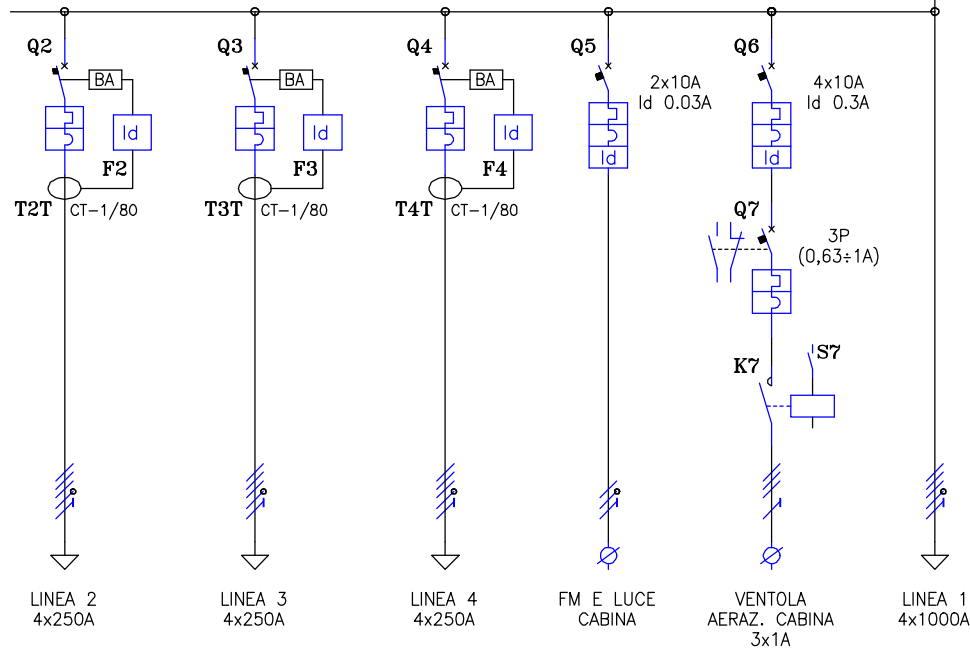 Q2
Q3
Q4
Q5
Q6
BA
BA
BA
2x10A
Id 0.03A
4x10A
Id 0.3A
Id
Id
Id
Id
Id
F2
F3
F4
T2T
CT-1/80
T3T
CT-1/80
T4T
CT-1/80
Q7
3P
(0,63÷1A)
K7
S7
LINEA 2
4x250A
LINEA 3
4x250A
LINEA 4
4x250A
FM E LUCE
CABINA
VENTOLA
AERAZ. CABINA
3x1A
LINEA 1
4x1000A